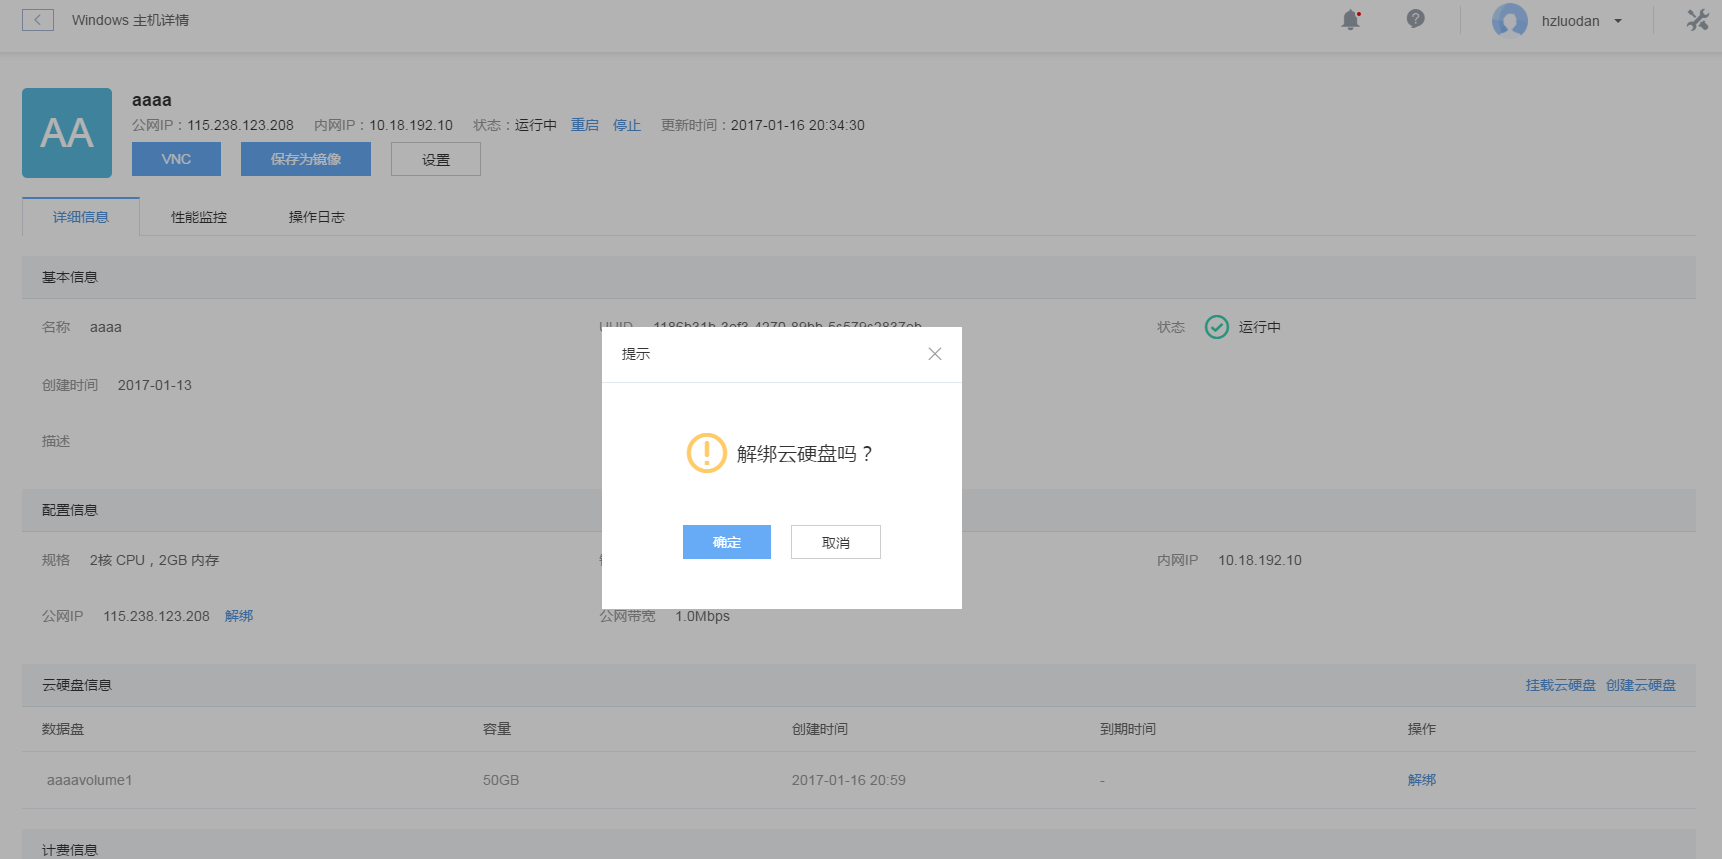 Windows 主机详情
hzluodan
AA
aaaa
公网IP：115.238.123.208 内网IP：10.18.192.10 状态：运行中 重启 停止 更新时间：2017-01-16 20:34:30
VNC 保存为镜像 设置
详细信息 性能监控 操作日志
基本信息
名称 aaaa
状态 运行中
提示
创建时间 2017-01-13
描述
解绑云硬盘吗？
配置信息
确定 取消
规格 2核 CPU，2GB 内存
内网IP 10.18.192.10
公网IP 115.238.123.208 解绑 公网带宽 1.0Mbps
云硬盘信息 挂载云硬盘 创建云硬盘
数据盘 容量 创建时间 到期时间 操作
aaaavolume1 50GB 2017-01-16 20:59 - 解绑
计费信息